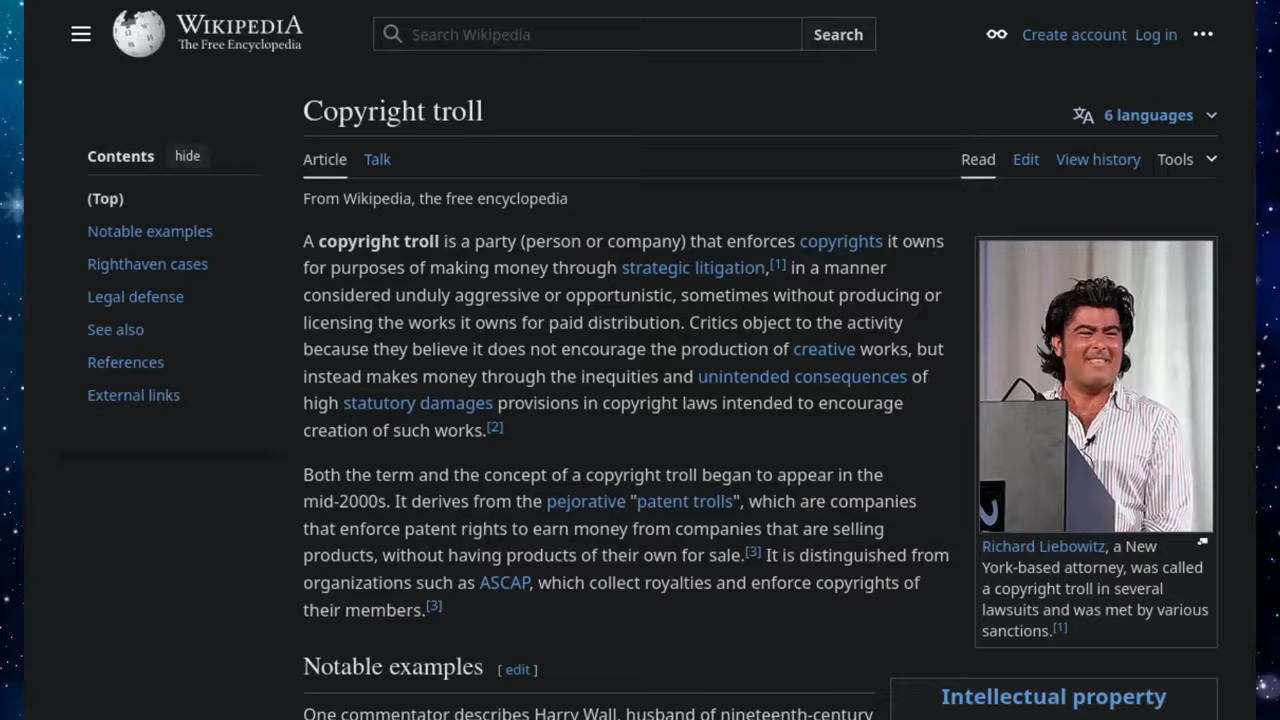 WIKIPEDIA
The Free Encyclopedia
Search Wikipedia
Search
Create account Log in
Copyright troll
6 languages
Contents hide
Article Talk
Read Edit View history Tools
(Top)
From Wikipedia, the free encyclopedia
Notable examples
Righthaven cases
Legal defense
See also
References
External links
A copyright troll is a party (person or company) that enforces copyrights it owns
for purposes of making money through strategic litigation,[1] in a manner
considered unduly aggressive or opportunistic, sometimes without producing or
licensing the works it owns for paid distribution. Critics object to the activity
because they believe it does not encourage the production of creative works, but
instead makes money through the inequities and unintended consequences of
high statutory damages provisions in copyright laws intended to encourage
creation of such works.[2]
Both the term and the concept of a copyright troll began to appear in the
mid-2000s. It derives from the pejorative "patent trolls", which are companies
that enforce patent rights to earn money from companies that are selling
products, without having products of their own for sale.[3] It is distinguished from
organizations such as ASCAP, which collect royalties and enforce copyrights of
their members.[3]
Richard Liebowitz, a New
York-based attorney, was called
a copyright troll in several
lawsuits and was met by various
sanctions.[1]
Notable examples [ edit ]
One commentator describes Harry Wall, husband of nineteenth-century
Intellectual property